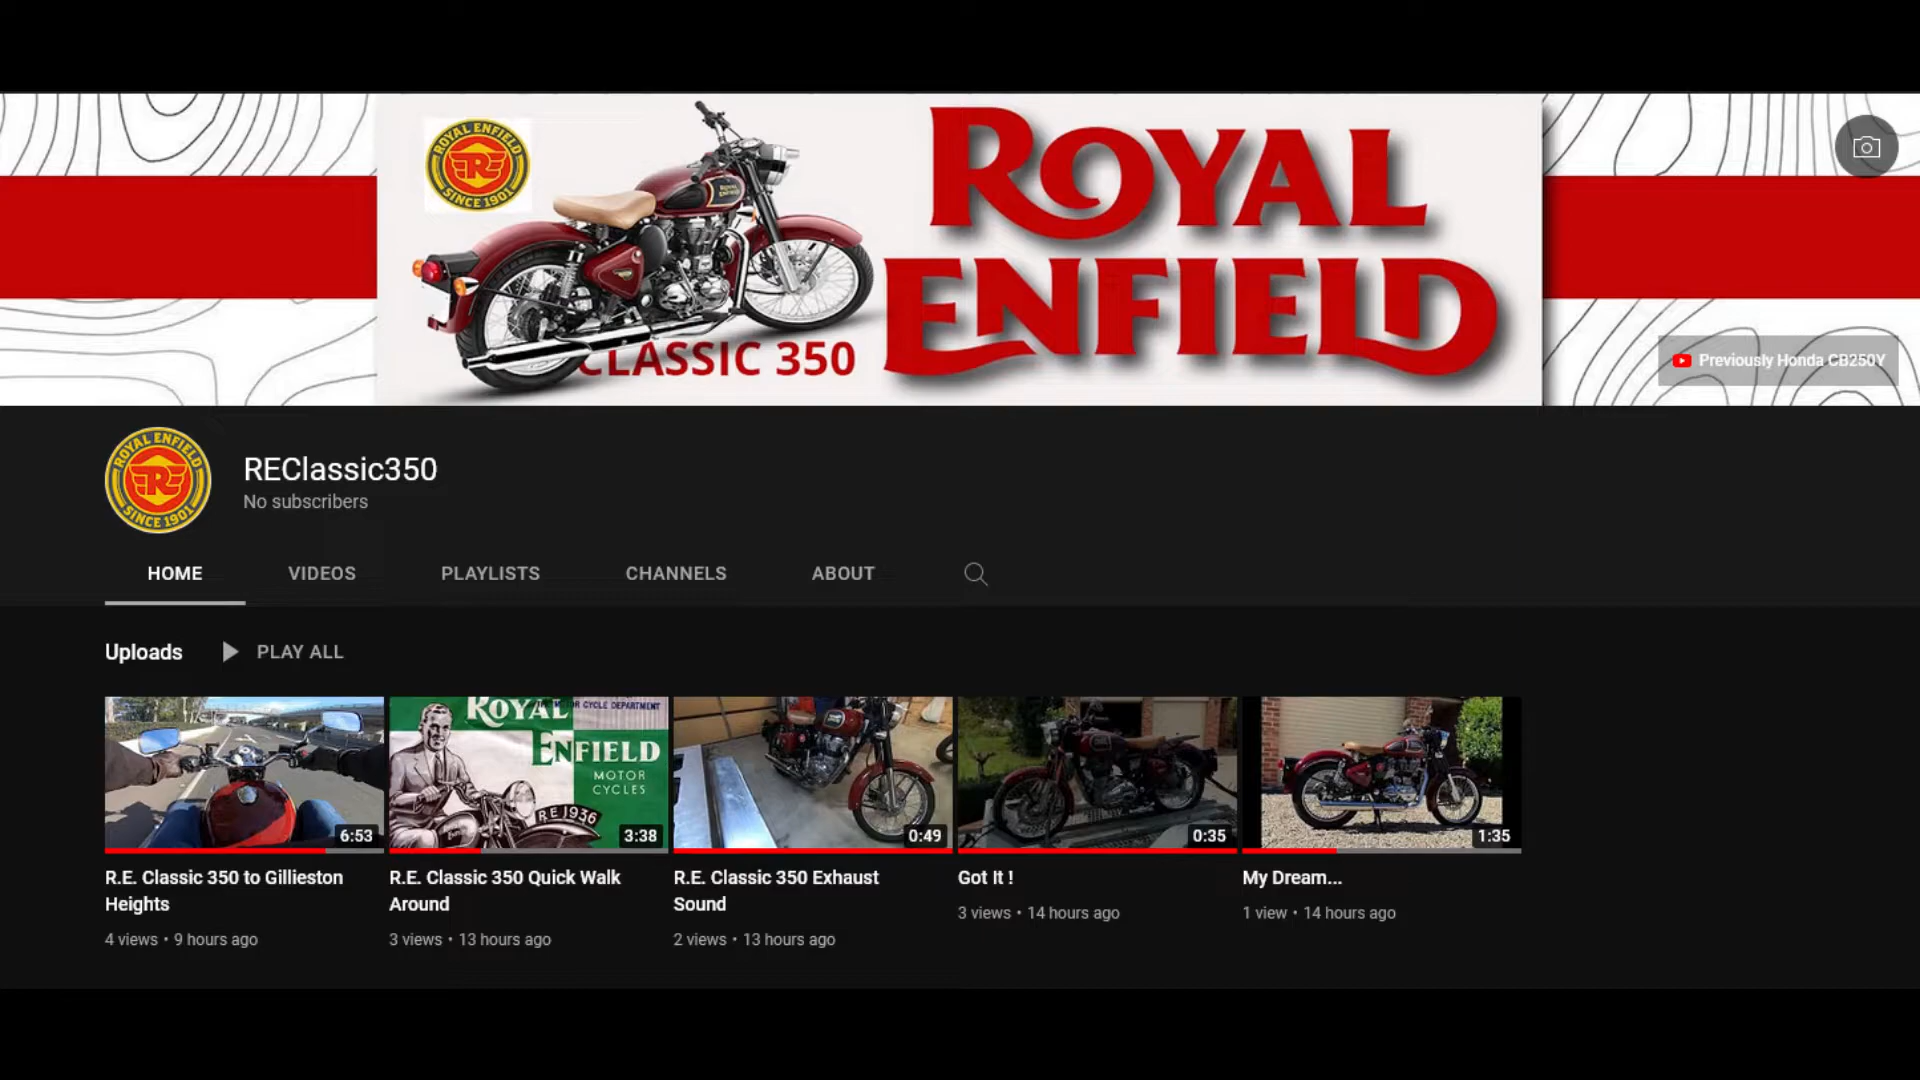 ROYAL ENFIELD
SINCE 1901
ROYAL
ENFIELD
CLASSIC 350
Previously Honda CB250Y
ROYAL ENFIELD
SINCE 1901
REClassic350
No subscribers
HOME VIDEOS PLAYLISTS CHANNELS ABOUT
Uploads PLAY ALL
6:53
ROYAL
CYCLE DEPARTMENT
ENFIELD
MOTOR
CYCLES
RE 1936
3:38
0:49
0:35
1:35
R.E. Classic 350 to Gillieston
Heights
4 views • 9 hours ago
R.E. Classic 350 Quick Walk
Around
3 views • 13 hours ago
R.E. Classic 350 Exhaust
Sound
2 views • 13 hours ago
Got It !
3 views • 14 hours ago
My Dream...
1 view • 14 hours ago